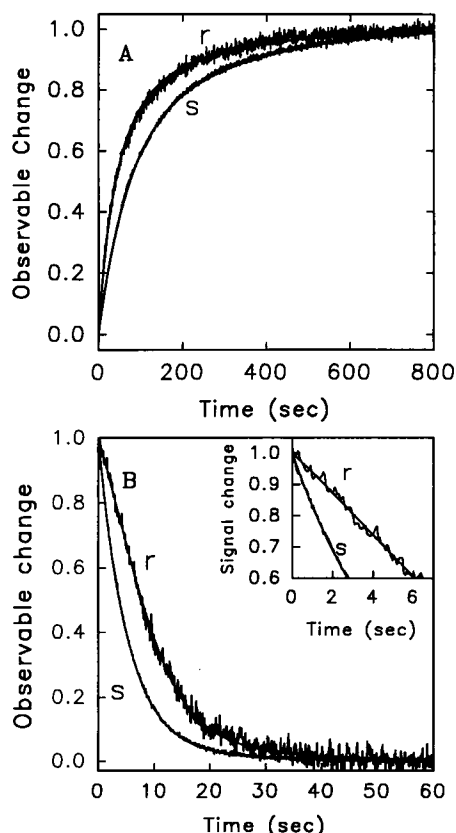 A
r
s
Observable Change
1.0
0.8
0.6
0.4
0.2
0.0
0 200 400 600 800
Time (sec)
B
r
s
Observable change
1.0
0.8
0.6
0.4
0.2
0.0
0 10 20 30 40 50 60
Time (sec)
Signal change
1.0
0.9
0.8
0.7
0.6
r
s
0 2 4 6
Time (sec)